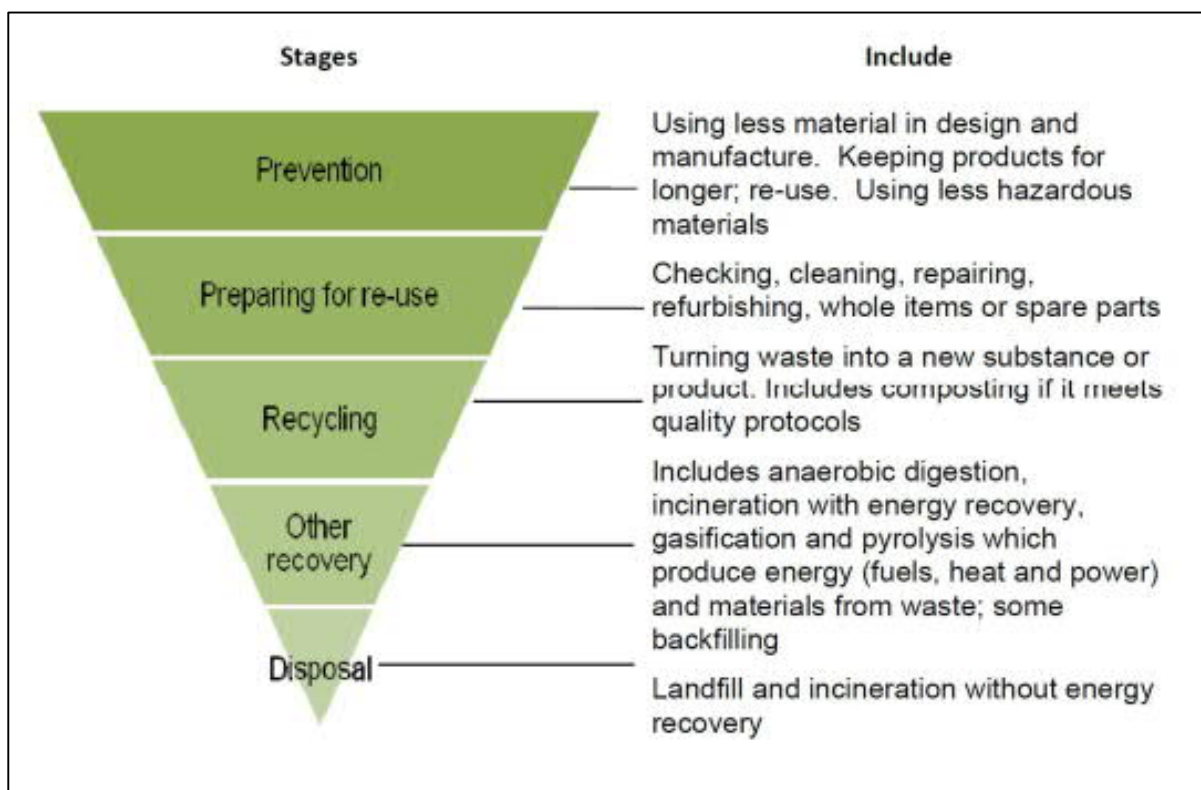 Stages
Include
Prevention
Using less material in design and
manufacture. Keeping products for
longer; re-use. Using less hazardous
materials
Preparing for re-use
Checking, cleaning, repairing,
refurbishing, whole items or spare parts
Recycling
Turning waste into a new substance or
product. Includes composting if it meets
quality protocols
Other
recovery
Includes anaerobic digestion,
incineration with energy recovery,
gasification and pyrolysis which
produce energy (fuels, heat and power)
and materials from waste; some
backfilling
Disposal
Landfill and incineration without energy
recovery